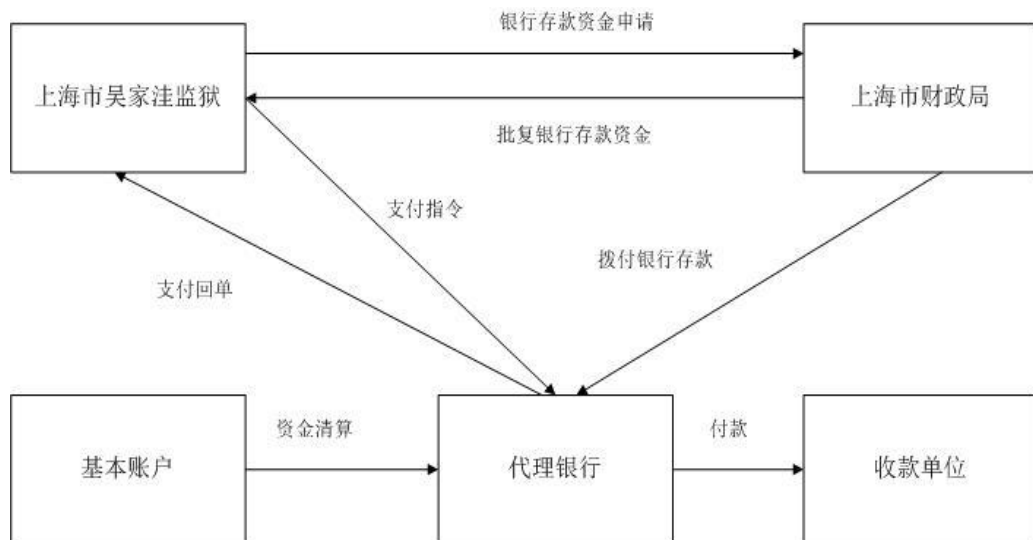 银行存款资金申请
上海市吴家洼监狱
上海市财政局
批复银行存款资金
支付指令
拨付银行存款
支付回单
资金清算
付款
基本账户
代理银行
收款单位